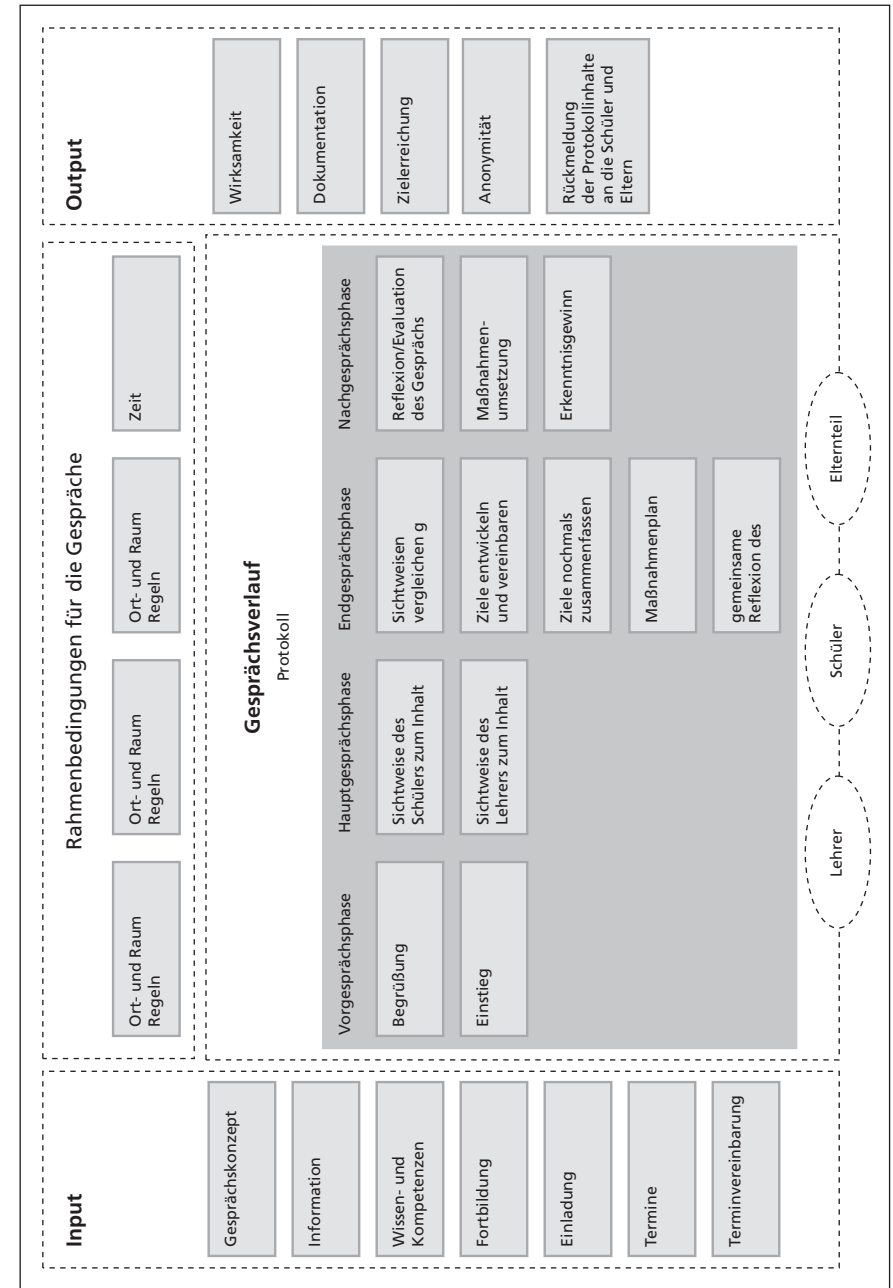 Input
Gesprächskonzept
Information
Wissen- und
Kompetenzen
Fortbildung
Einladung
Termine
Terminvereinbarung
Rahmenbedingungen für die Gespräche
Ort- und Raum
Regeln
Ort- und Raum
Regeln
Ort- und Raum
Regeln
Zeit
Gesprächsverlauf
Protokoll
Vorgesprächsphase
Begrüßung
Einstieg
Hauptgesprächsphase
Sichtweise des
Schülers zum Inhalt
Sichtweise des
Lehrers zum Inhalt
Endgesprächsphase
Sichtweisen
vergleichen g
Ziele entwickeln
und vereinbaren
Ziele nochmals
zusammenfassen
Maßnahmenplan
gemeinsame
Reflexion des
Nachgesprächsphase
Reflexion/Evaluation
des Gesprächs
Maßnahmen-
umsetzung
Erkenntnisgewinn
Lehrer
Schüler
Elternteil
Output
Wirksamkeit
Dokumentation
Zielerreichung
Anonymität
Rückmeldung
der Protokollinhalte
an die Schüler und
Eltern